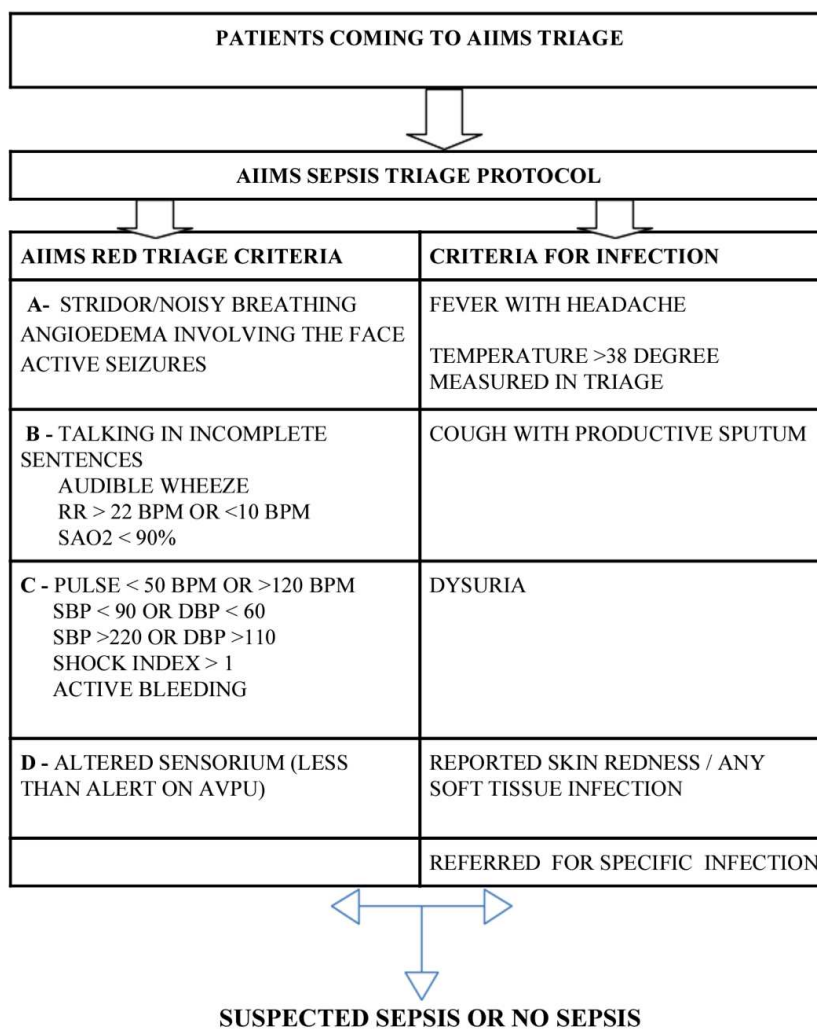 PATIENTS COMING TO AIIMS TRIAGE
AIIMS SEPSIS TRIAGE PROTOCOL
AIIMS RED TRIAGE CRITERIA
CRITERIA FOR INFECTION
A- STRIDOR/NOISY BREATHING
ANGIOEDEMA INVOLVING THE FACE
ACTIVE SEIZURES
FEVER WITH HEADACHE
TEMPERATURE >38 DEGREE
MEASURED IN TRIAGE
B - TALKING IN INCOMPLETE
SENTENCES
AUDIBLE WHEEZE
RR > 22 BPM OR <10 BPM
SAO2 < 90%
COUGH WITH PRODUCTIVE SPUTUM
C - PULSE < 50 BPM OR >120 BPM
SBP < 90 OR DBP < 60
SBP >220 OR DBP >110
SHOCK INDEX > 1
ACTIVE BLEEDING
DYSURIA
D - ALTERED SENSORIUM (LESS
THAN ALERT ON AVPU)
REPORTED SKIN REDNESS / ANY
SOFT TISSUE INFECTION
REFERRED FOR SPECIFIC INFECTION
SUSPECTED SEPSIS OR NO SEPSIS